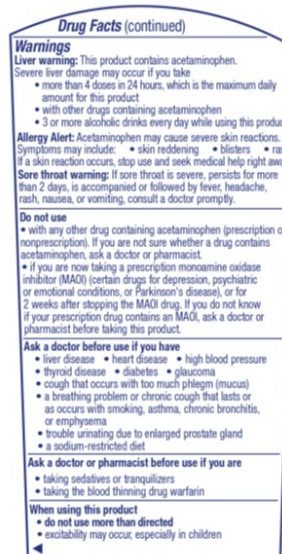 Drug Facts (continued)
Warnings
Liver warning: This product contains acetaminophen.
Severe liver damage may occur if you take
• more than 4 doses in 24 hours, which is the maximum daily
amount for this product
• with other drugs containing acetaminophen
• 3 or more alcoholic drinks every day while using this produc
Allergy Alert: Acetaminophen may cause severe skin reactions.
Symptoms may include: • skin reddening • blisters • ra
If a skin reaction occurs, stop use and seek medical help right awa
Sore throat warning: If sore throat is severe, persists for more
than 2 days, is accompanied or followed by fever, headache,
rash, nausea, or vomiting, consult a doctor promptly.
Do not use
• with any other drug containing acetaminophen (prescription o
nonprescription). If you are not sure whether a drug contains
acetaminophen, ask a doctor or pharmacist.
• if you are now taking a prescription monoamine oxidase
inhibitor (MAOI) (certain drugs for depression, psychiatric
or emotional conditions, or Parkinson's disease), or for
2 weeks after stopping the MAOI drug. If you do not know
if your prescription drug contains an MAOI, ask a doctor or
pharmacist before taking this product.
Ask a doctor before use if you have
• liver disease • heart disease • high blood pressure
• thyroid disease • diabetes • glaucoma
• cough that occurs with too much phlegm (mucus)
• a breathing problem or chronic cough that lasts or
as occurs with smoking, asthma, chronic bronchitis,
or emphysema
• trouble urinating due to enlarged prostate gland
• a sodium-restricted diet
Ask a doctor or pharmacist before use if you are
• taking sedatives or tranquilizers
• taking the blood thinning drug warfarin
When using this product
• do not use more than directed
• excitability may occur, especially in children